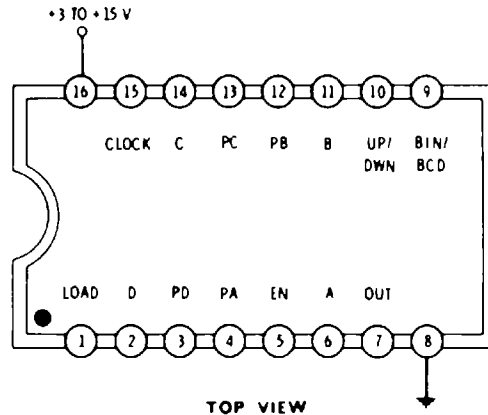 +3 TO +15 V
16 15 14 13 12 11 10 9
CLOCK C PC PB B UP/ BIN/
DWN BCD
LOAD D PD PA EN A OUT
1 2 3 4 5 6 7 8
TOP VIEW